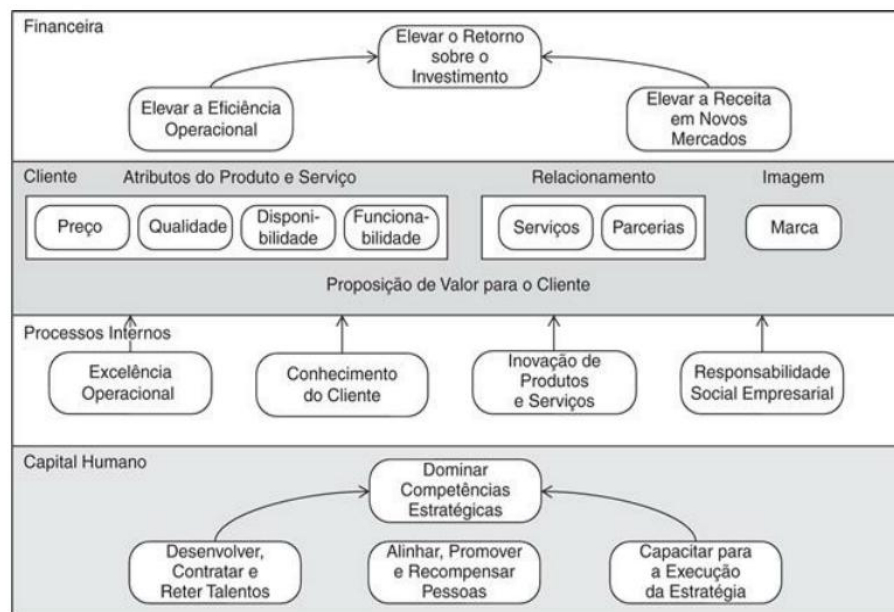 Financeira
Elevar o Retorno
sobre o
Investimento
Elevar a Eficiência
Operacional
Elevar a Receita
em Novos
Mercados
Cliente
Atributos do Produto e Serviço
Relacionamento
Imagem
Preço
Qualidade
Disponi-
bilidade
Funciona-
bilidade
Serviços
Parcerias
Marca
Proposição de Valor para o Cliente
Processos Internos
Excelência
Operacional
Conhecimento
do Cliente
Inovação de
Produtos
e Serviços
Responsabilidade
Social Empresarial
Capital Humano
Dominar
Competências
Estratégicas
Desenvolver,
Contratar e
Reter Talentos
Alinhar, Promover
e Recompensar
Pessoas
Capacitar para
a Execução
da Estratégia